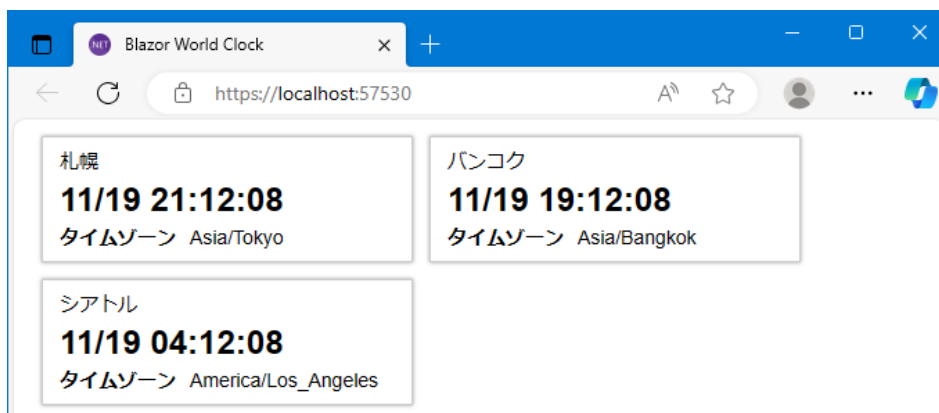 NET Blazor World Clock
https://localhost:57530
札幌
11/19 21:12:08
タイムゾーン Asia/Tokyo
バンコク
11/19 19:12:08
タイムゾーン Asia/Bangkok
シアトル
11/19 04:12:08
タイムゾーン America/Los_Angeles